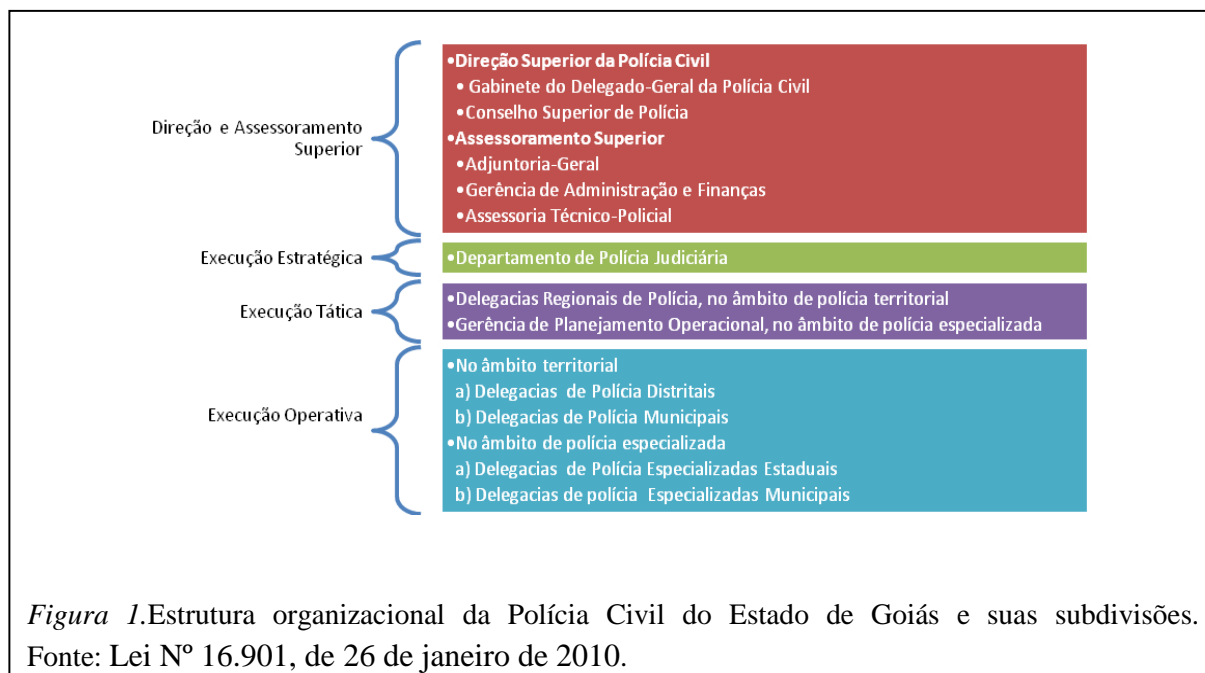 Direção e Assessoramento
Superior
•Direção Superior da Polícia Civil
• Gabinete do Delegado-Geral da Polícia Civil
•Conselho Superior de Polícia
•Assessoramento Superior
•Adjuntoria-Geral
•Gerência de Administração e Finanças
•Assessoria Técnico-Policial
Execução Estratégica
•Departamento de Polícia Judiciária
Execução Tática
•Delegacias Regionais de Polícia, no âmbito de polícia territorial
•Gerência de Planejamento Operacional, no âmbito de polícia especializada
Execução Operativa
•No âmbito territorial
a) Delegacias de Polícia Distritais
b) Delegacias de Polícia Municipais
•No âmbito de polícia especializada
a) Delegacias de Polícia Especializadas Estaduais
b) Delegacias de polícia Especializadas Municipais
Figura 1.Estrutura organizacional da Polícia Civil do Estado de Goiás e suas subdivisões.
Fonte: Lei Nº 16.901, de 26 de janeiro de 2010.